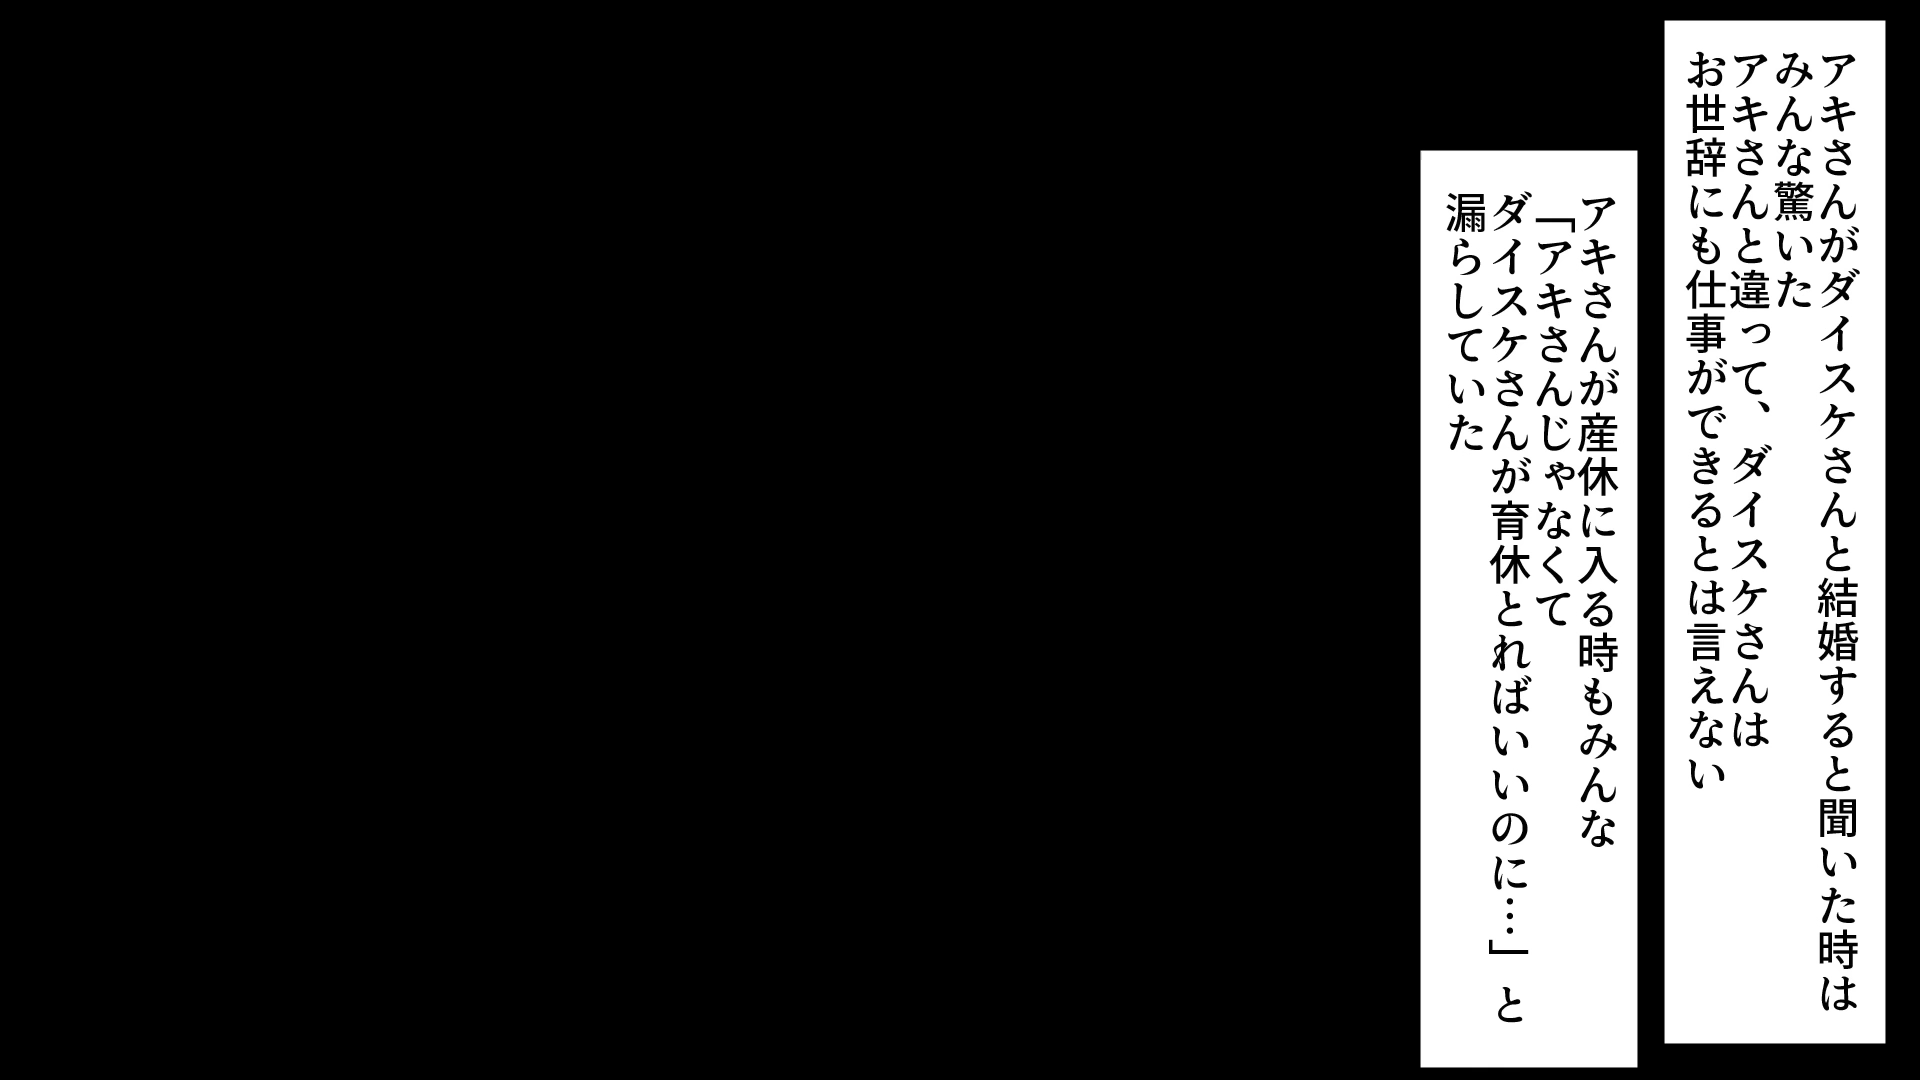 アキさんがダイスケさんと結婚すると聞いた時は
みんな驚いた
アキさんと違って、ダイスケさんは
お世辞にも仕事ができるとは言えない
アキさんが産休に入る時もみんな
「アキさんじゃなくて
ダイスケさんが育休とればいいのに…」と
漏らしていた